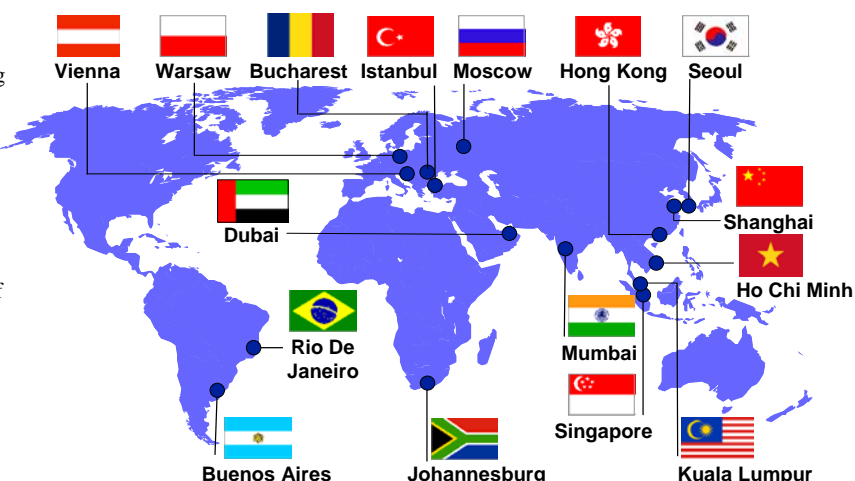 Vienna
Warsaw
Bucharest
Istanbul
Moscow
Hong Kong
Seoul
g
Shanghai
Dubai
Ho Chi Minh
f
Rio De
Janeiro
Mumbai
Singapore
Buenos Aires
Johannesburg
Kuala Lumpur